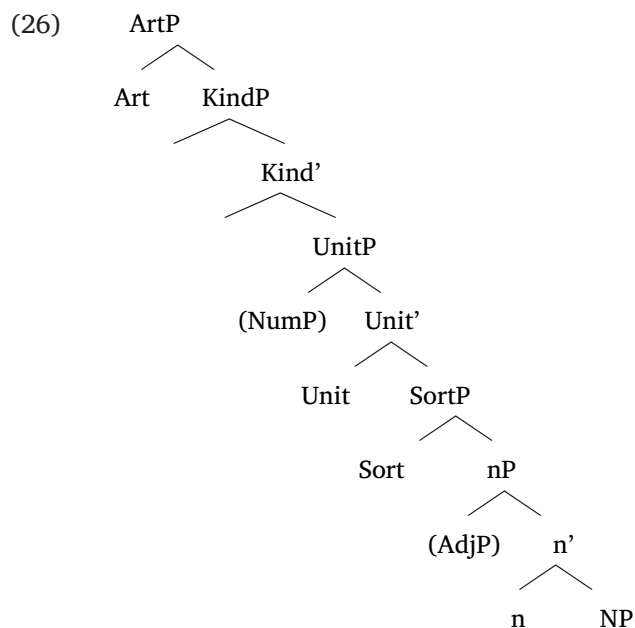 (26) ArtP
Art KindP
Kind’
UnitP
(NumP) Unit’
Unit SortP
Sort nP
(AdjP) n’
n NP